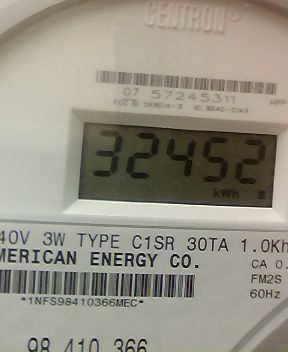 CENTRON®
07 57245311
32452
kWh
40V 3W TYPE C1SR 30TA 1.0Kh
MERICAN ENERGY CO.
CA 0.
FM2S
60Hz
*1NFS98410366MEC*
98 410 366